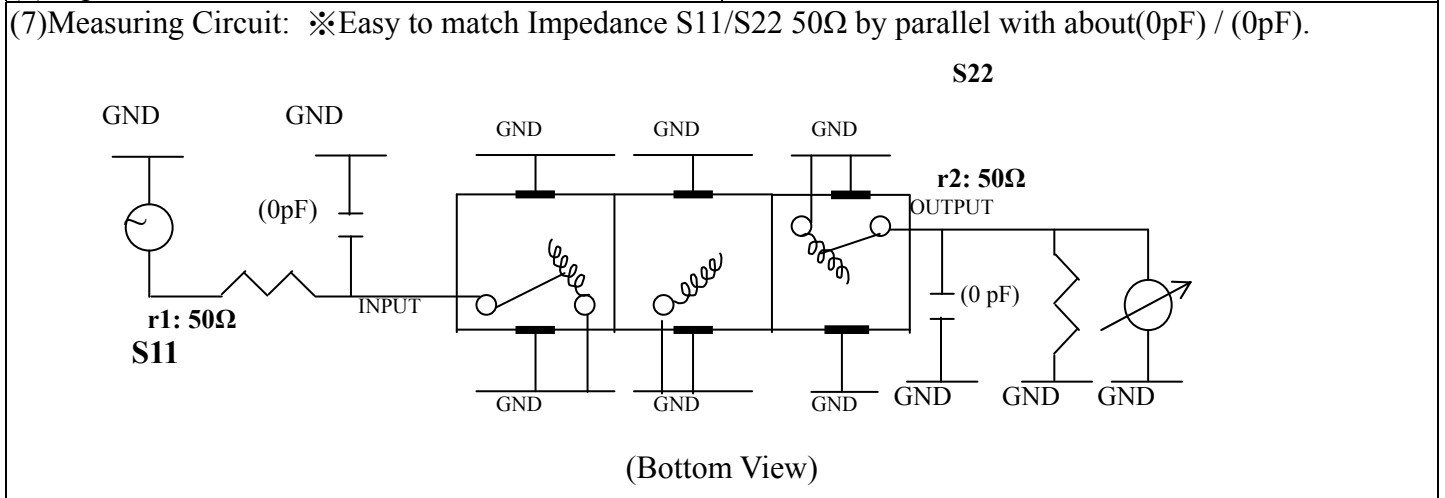 (7)Measuring Circuit: ※Easy to match Impedance S11/S22 50Ω by parallel with about(0pF) / (0pF).
S22
GND GND GND GND GND
r2: 50Ω
(0pF) OUTPUT
(0 pF)
INPUT
r1: 50Ω
S11
GND GND GND GND GND GND
(Bottom View)